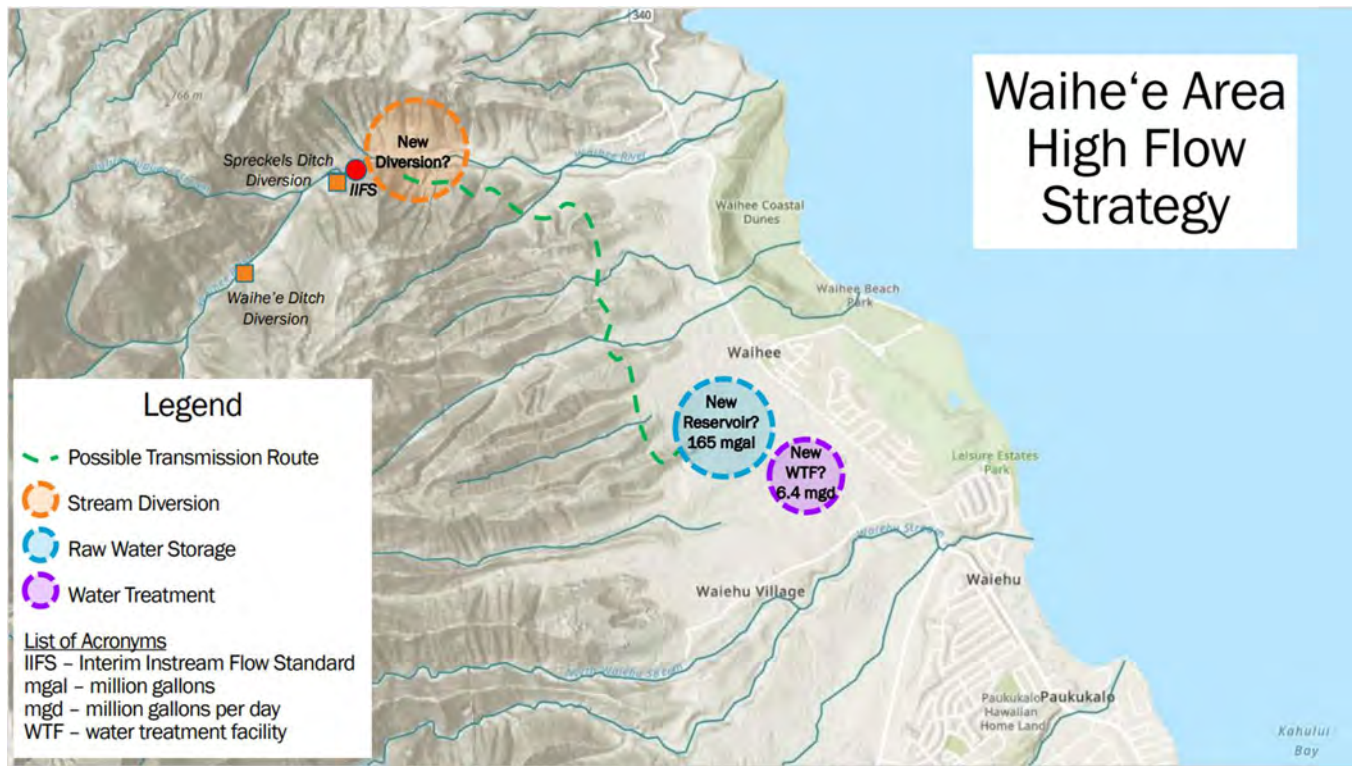 340
Waihe‘e Area
High Flow
Strategy
766 m
New
Diversion?
Spreckels Ditch
Diversion
IIFS
Waihee River
Waihee Coastal
Dunes
Waihe'e Ditch
Diversion
Waihee Beach
Park
Waihee
New
Reservoir?
165 mgal
New
WTF?
6.4 mgd
Leisure Estates
Park
Waiehu Stream
Waiehu
Waiehu Village
North Waiehu Stream
Paukukalo
Hawaiian
Home Land
Paukukalo
Kahului
Bay
Legend
Possible Transmission Route
Stream Diversion
Raw Water Storage
Water Treatment
List of Acronyms
IIFS – Interim Instream Flow Standard
mgal – million gallons
mgd – million gallons per day
WTF – water treatment facility